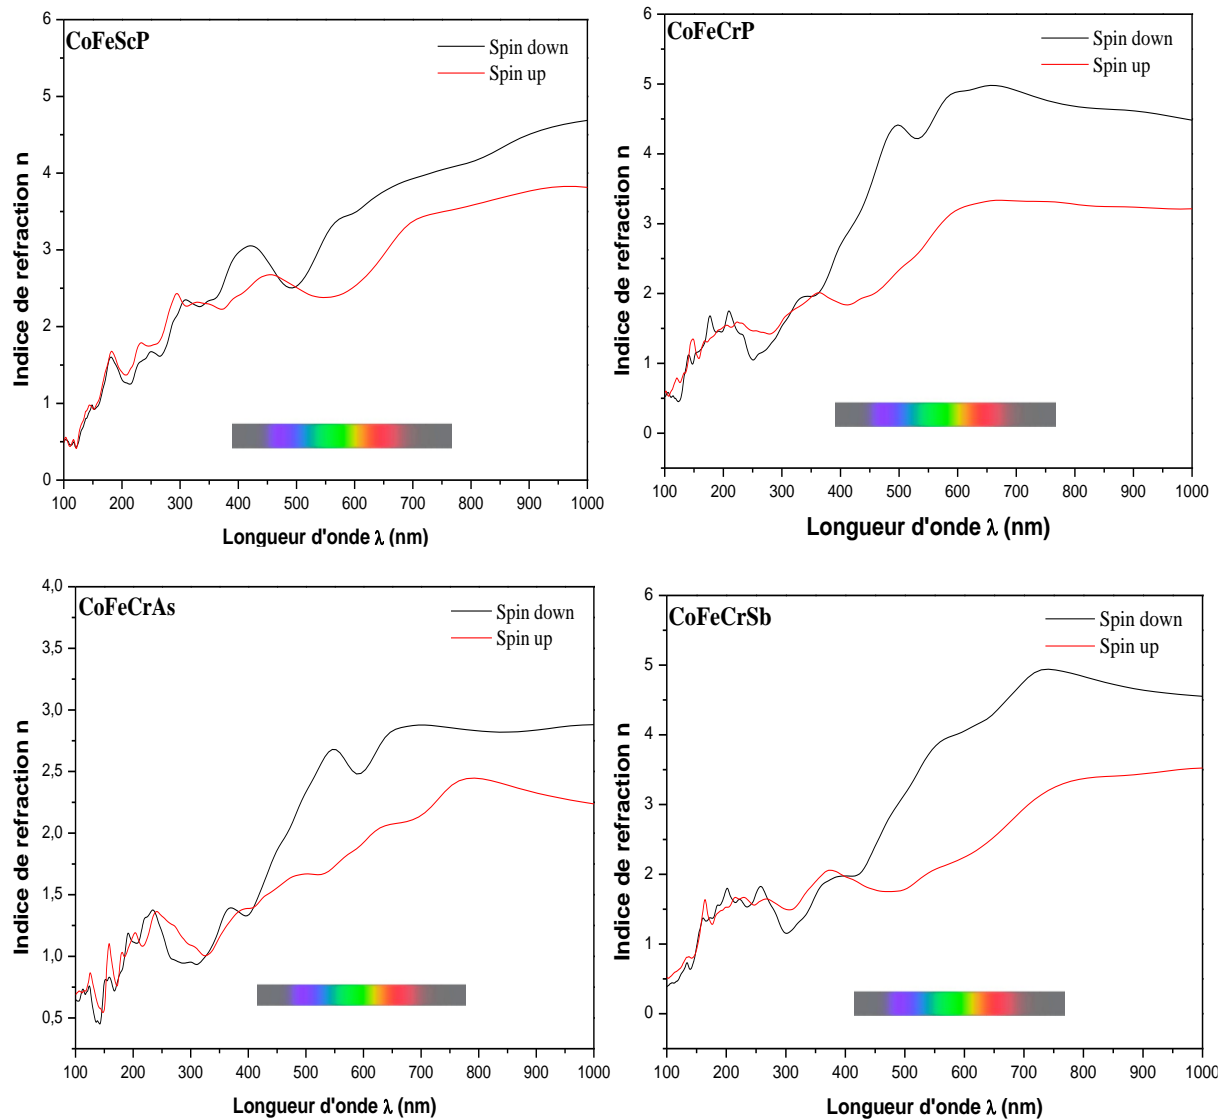 CoFeScP
Spin down
Spin up
Indice de refraction n
6
5
4
3
2
1
0
100 200 300 400 500 600 700 800 900 1000
Longueur d'onde λ (nm)
CoFeCrP
Spin down
Spin up
Indice de refraction n
6
5
4
3
2
1
0
100 200 300 400 500 600 700 800 900 1000
Longueur d'onde λ (nm)
CoFeCrAs
Spin down
Spin up
Indice de refraction n
4,0
3,5
3,0
2,5
2,0
1,5
1,0
0,5
100 200 300 400 500 600 700 800 900 1000
Longueur d'onde λ (nm)
CoFeCrSb
Spin down
Spin up
Indice de refraction n
6
5
4
3
2
1
0
100 200 300 400 500 600 700 800 900 1000
Longueur d'onde λ (nm)